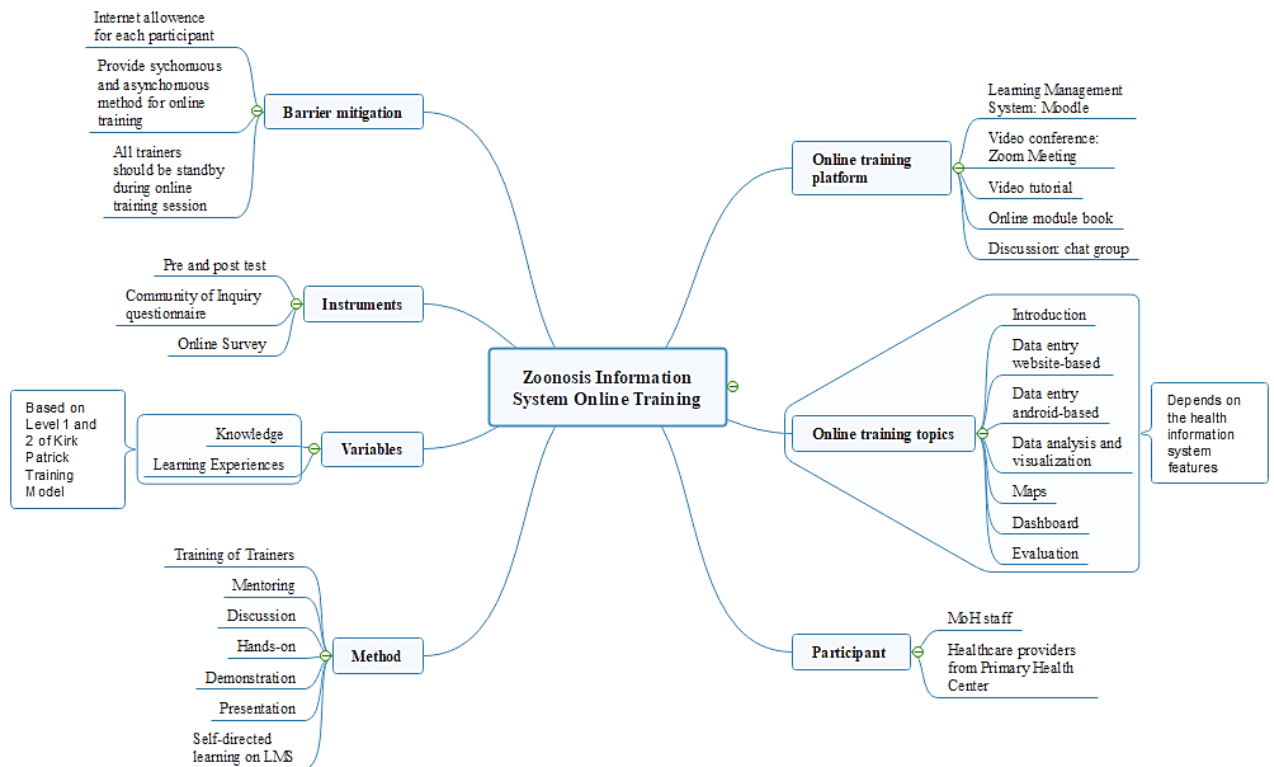 Internet allowence
for each participant
Provide sychonuous
and asynchonuous
method for online
training
All trainers
should be standby
during online
training session
Barrier mitigation
Pre and post test
Community of Inquiry
questionnaire
Online Survey
Instruments
Based on
Level 1 and
2 of Kirk
Patrick
Training
Model
Knowledge
Learning Experiences
Variables
Training of Trainers
Mentoring
Discussion
Hands-on
Demonstration
Presentation
Self-directed
learning on LMS
Method
Zoonosis Information
System Online Training
Online training
platform
Learning Management
System: Moodle
Video conference:
Zoom Meeting
Video tutorial
Online module book
Discussion: chat group
Online training topics
Introduction
Data entry
website-based
Data entry
android-based
Data analysis and
visualization
Maps
Dashboard
Evaluation
Depends on
the health
information
system
features
Participant
MoH staff
Healthcare providers
from Primary Health
Center